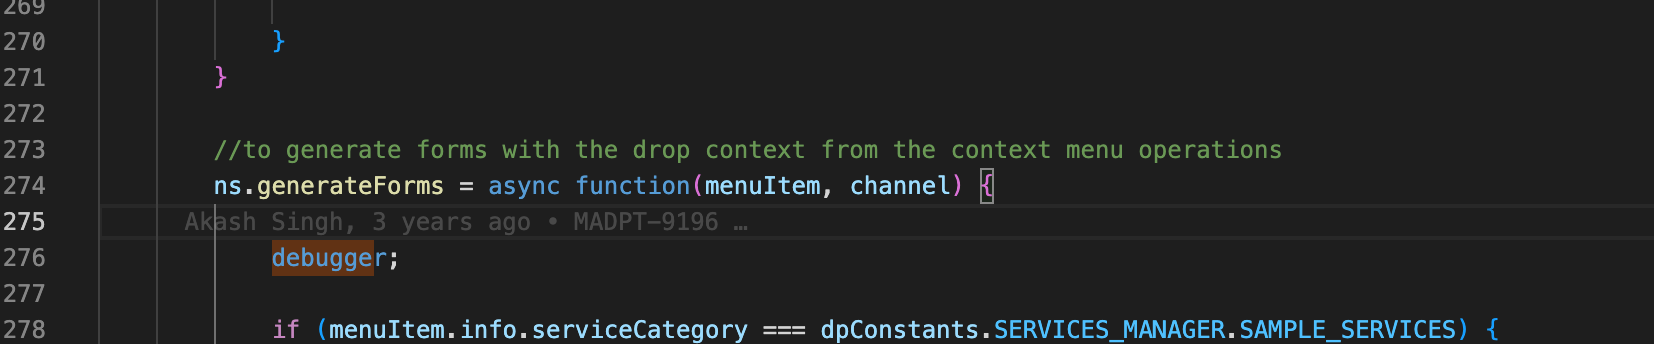 269
270 }
271 }
272
273 //to generate forms with the drop context from the context menu operations
274 ns.generateForms = async function(menuItem, channel) {
275 Akash Singh, 3 years ago • MADPT-9196 …
276 debugger;
277
278 if (menuItem.info.serviceCategory === dpConstants.SERVICES_MANAGER.SAMPLE_SERVICES) {